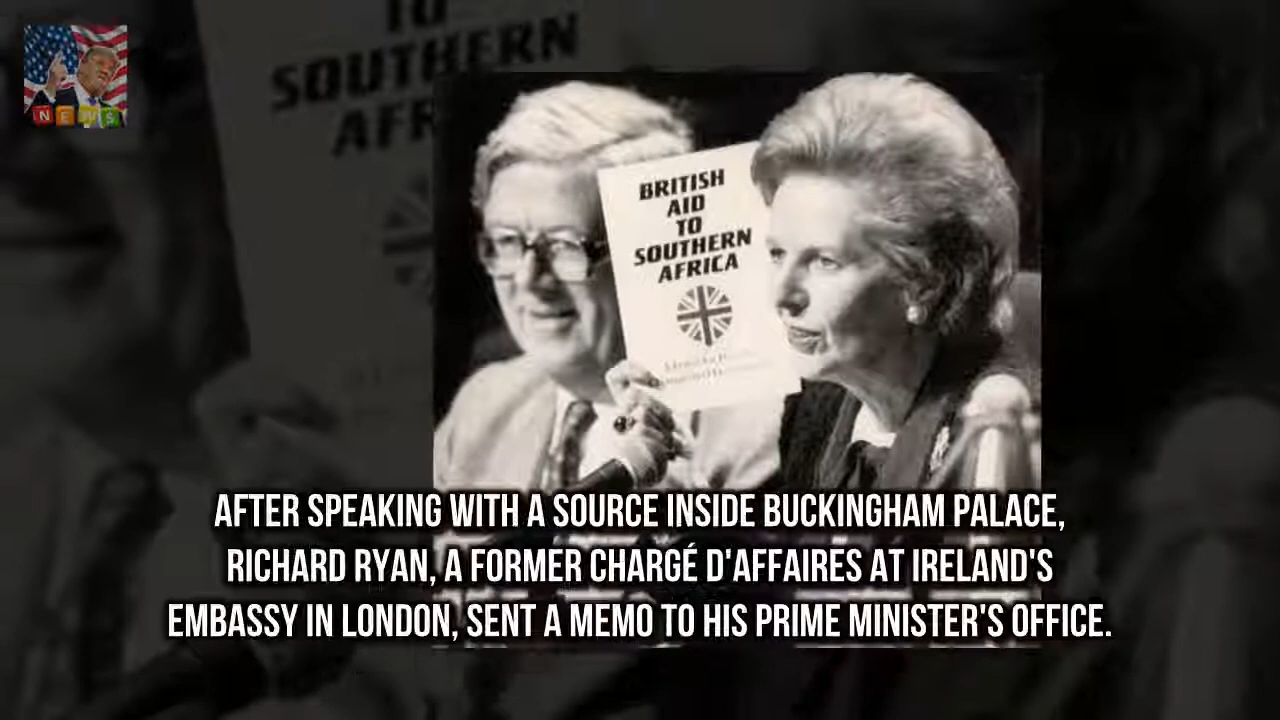 NEWS
TO
SOUTHERN
AFR
BRITISH
AID
TO
SOUTHERN
AFRICA
AFTER SPEAKING WITH A SOURCE INSIDE BUCKINGHAM PALACE,
RICHARD RYAN, A FORMER CHARGÉ D'AFFAIRES AT IRELAND'S
EMBASSY IN LONDON, SENT A MEMO TO HIS PRIME MINISTER'S OFFICE.